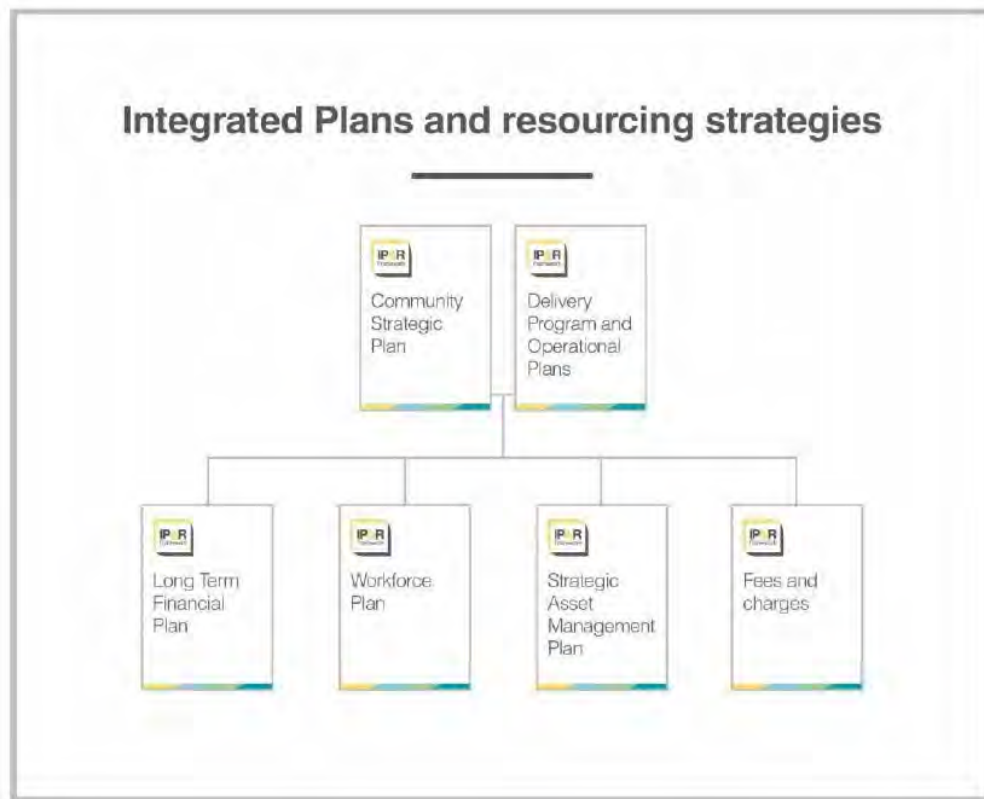 Integrated Plans and resourcing strategies
IP&R
Community
Strategic
Plan
IP&R
Delivery
Program and
Operational
Plans
IP&R
Long Term
Financial
Plan
IP&R
Workforce
Plan
IP&R
Strategic
Asset
Management
Plan
IP&R
Fees and
charges